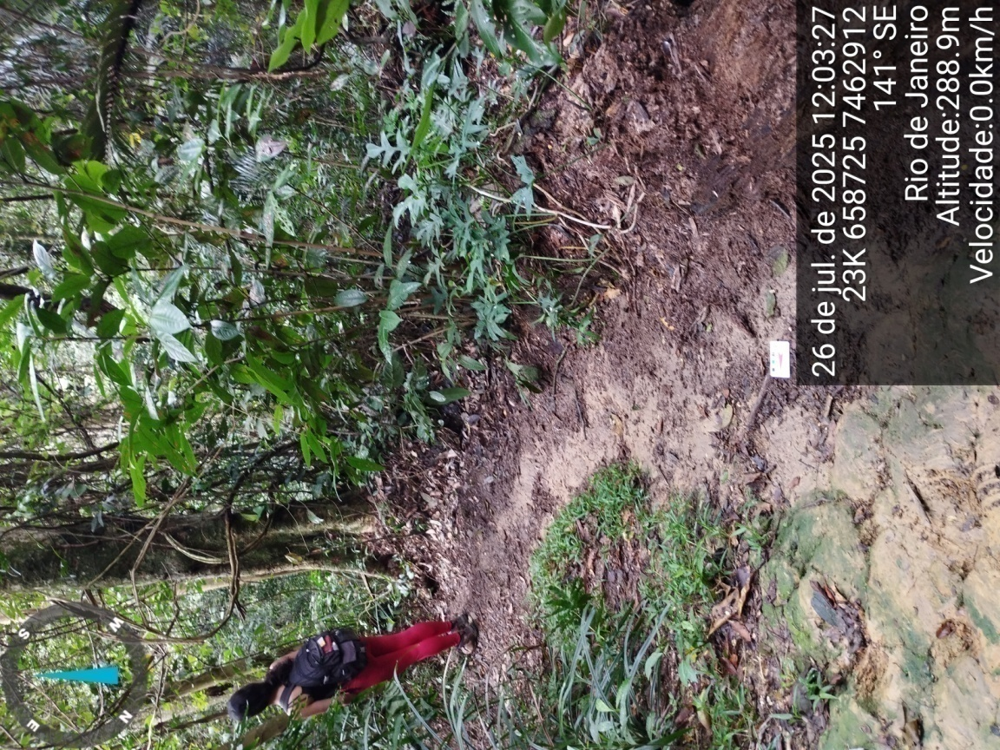 26 de jul. de 2025 12:03:27
23K 658725 7462912
141° SE
Rio de Janeiro
Altitude:288.9m
Velocidade:0.0km/h
S
W
E
N